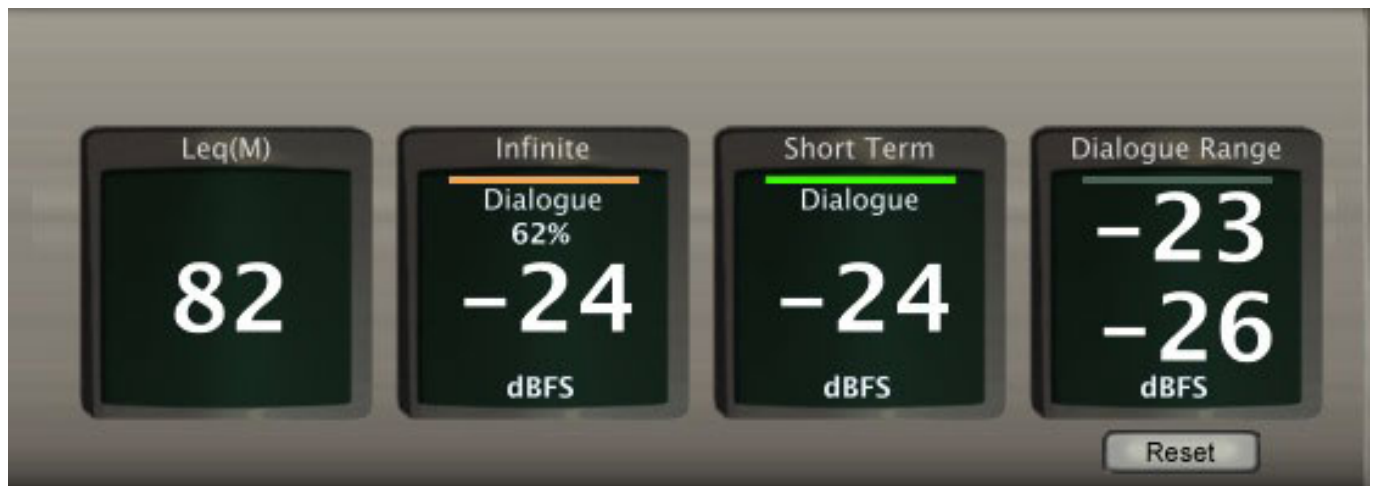 Leq(M)
82
Infinite
Dialogue
62%
-24
dBFS
Short Term
Dialogue
-24
dBFS
Dialogue Range
-23
-26
dBFS
Reset